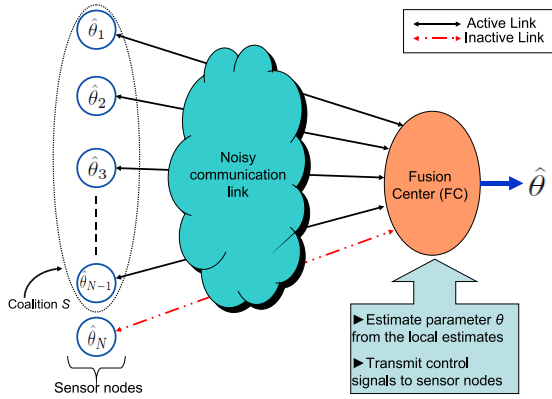 Active Link
Inactive Link
θ̂₁
θ̂₂
θ̂₃
θ̂_{N−1}
θ̂_N
Coalition S
Sensor nodes
Noisy
communication
link
Fusion
Center (FC)
θ̂
►Estimate parameter θ
from the local estimates
►Transmit control
signals to sensor nodes